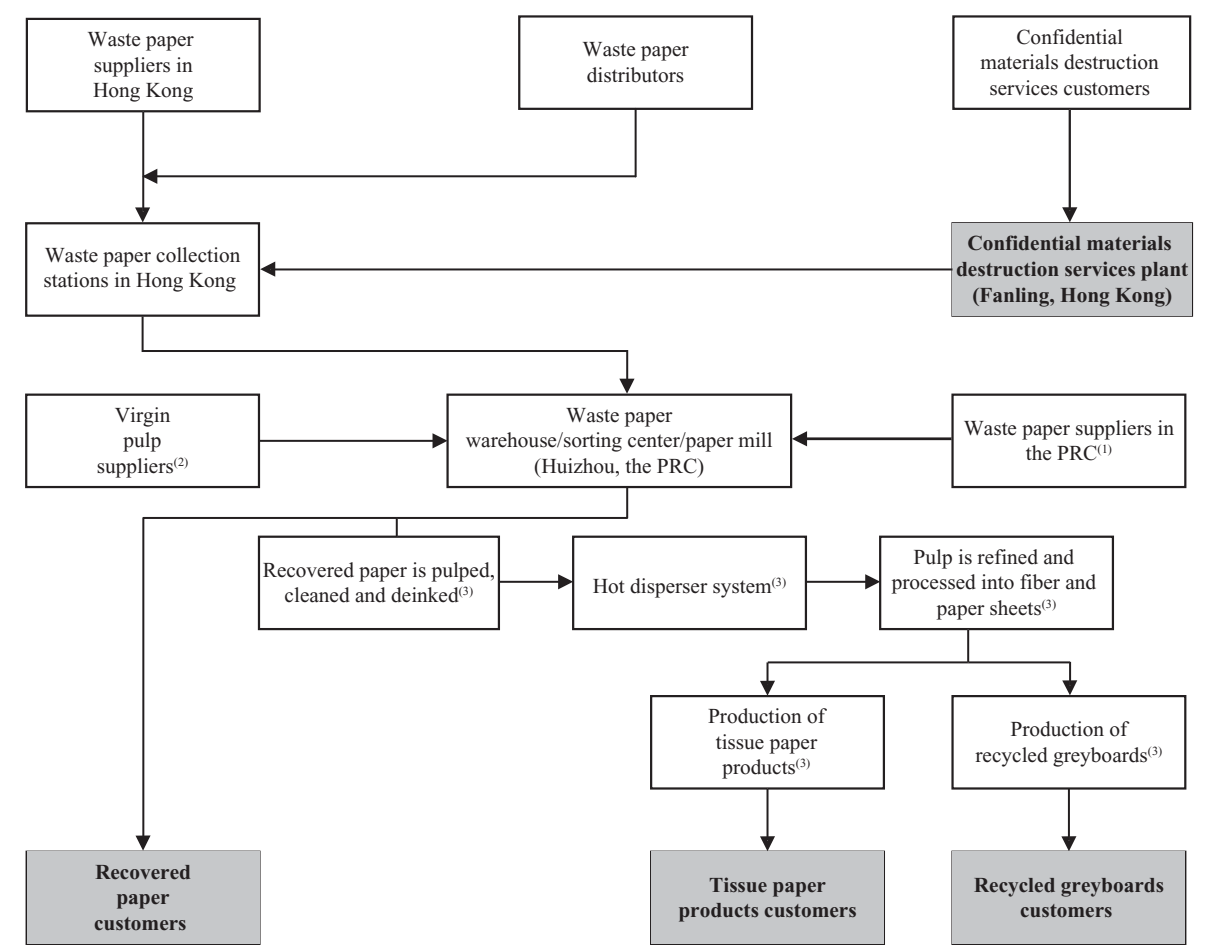 Waste paper
suppliers in
Hong Kong
Waste paper
distributors
Confidential
materials destruction
services customers
Waste paper collection
stations in Hong Kong
Confidential materials
destruction services plant
(Fanling, Hong Kong)
Virgin
pulp
suppliers(2)
Waste paper
warehouse/sorting center/paper mill
(Huizhou, the PRC)
Waste paper suppliers in
the PRC(1)
Recovered paper is pulped,
cleaned and deinked(3)
Hot disperser system(3)
Pulp is refined and
processed into fiber and
paper sheets(3)
Production of
tissue paper
products(3)
Production of
recycled greyboards(3)
Recovered
paper
customers
Tissue paper
products customers
Recycled greyboards
customers